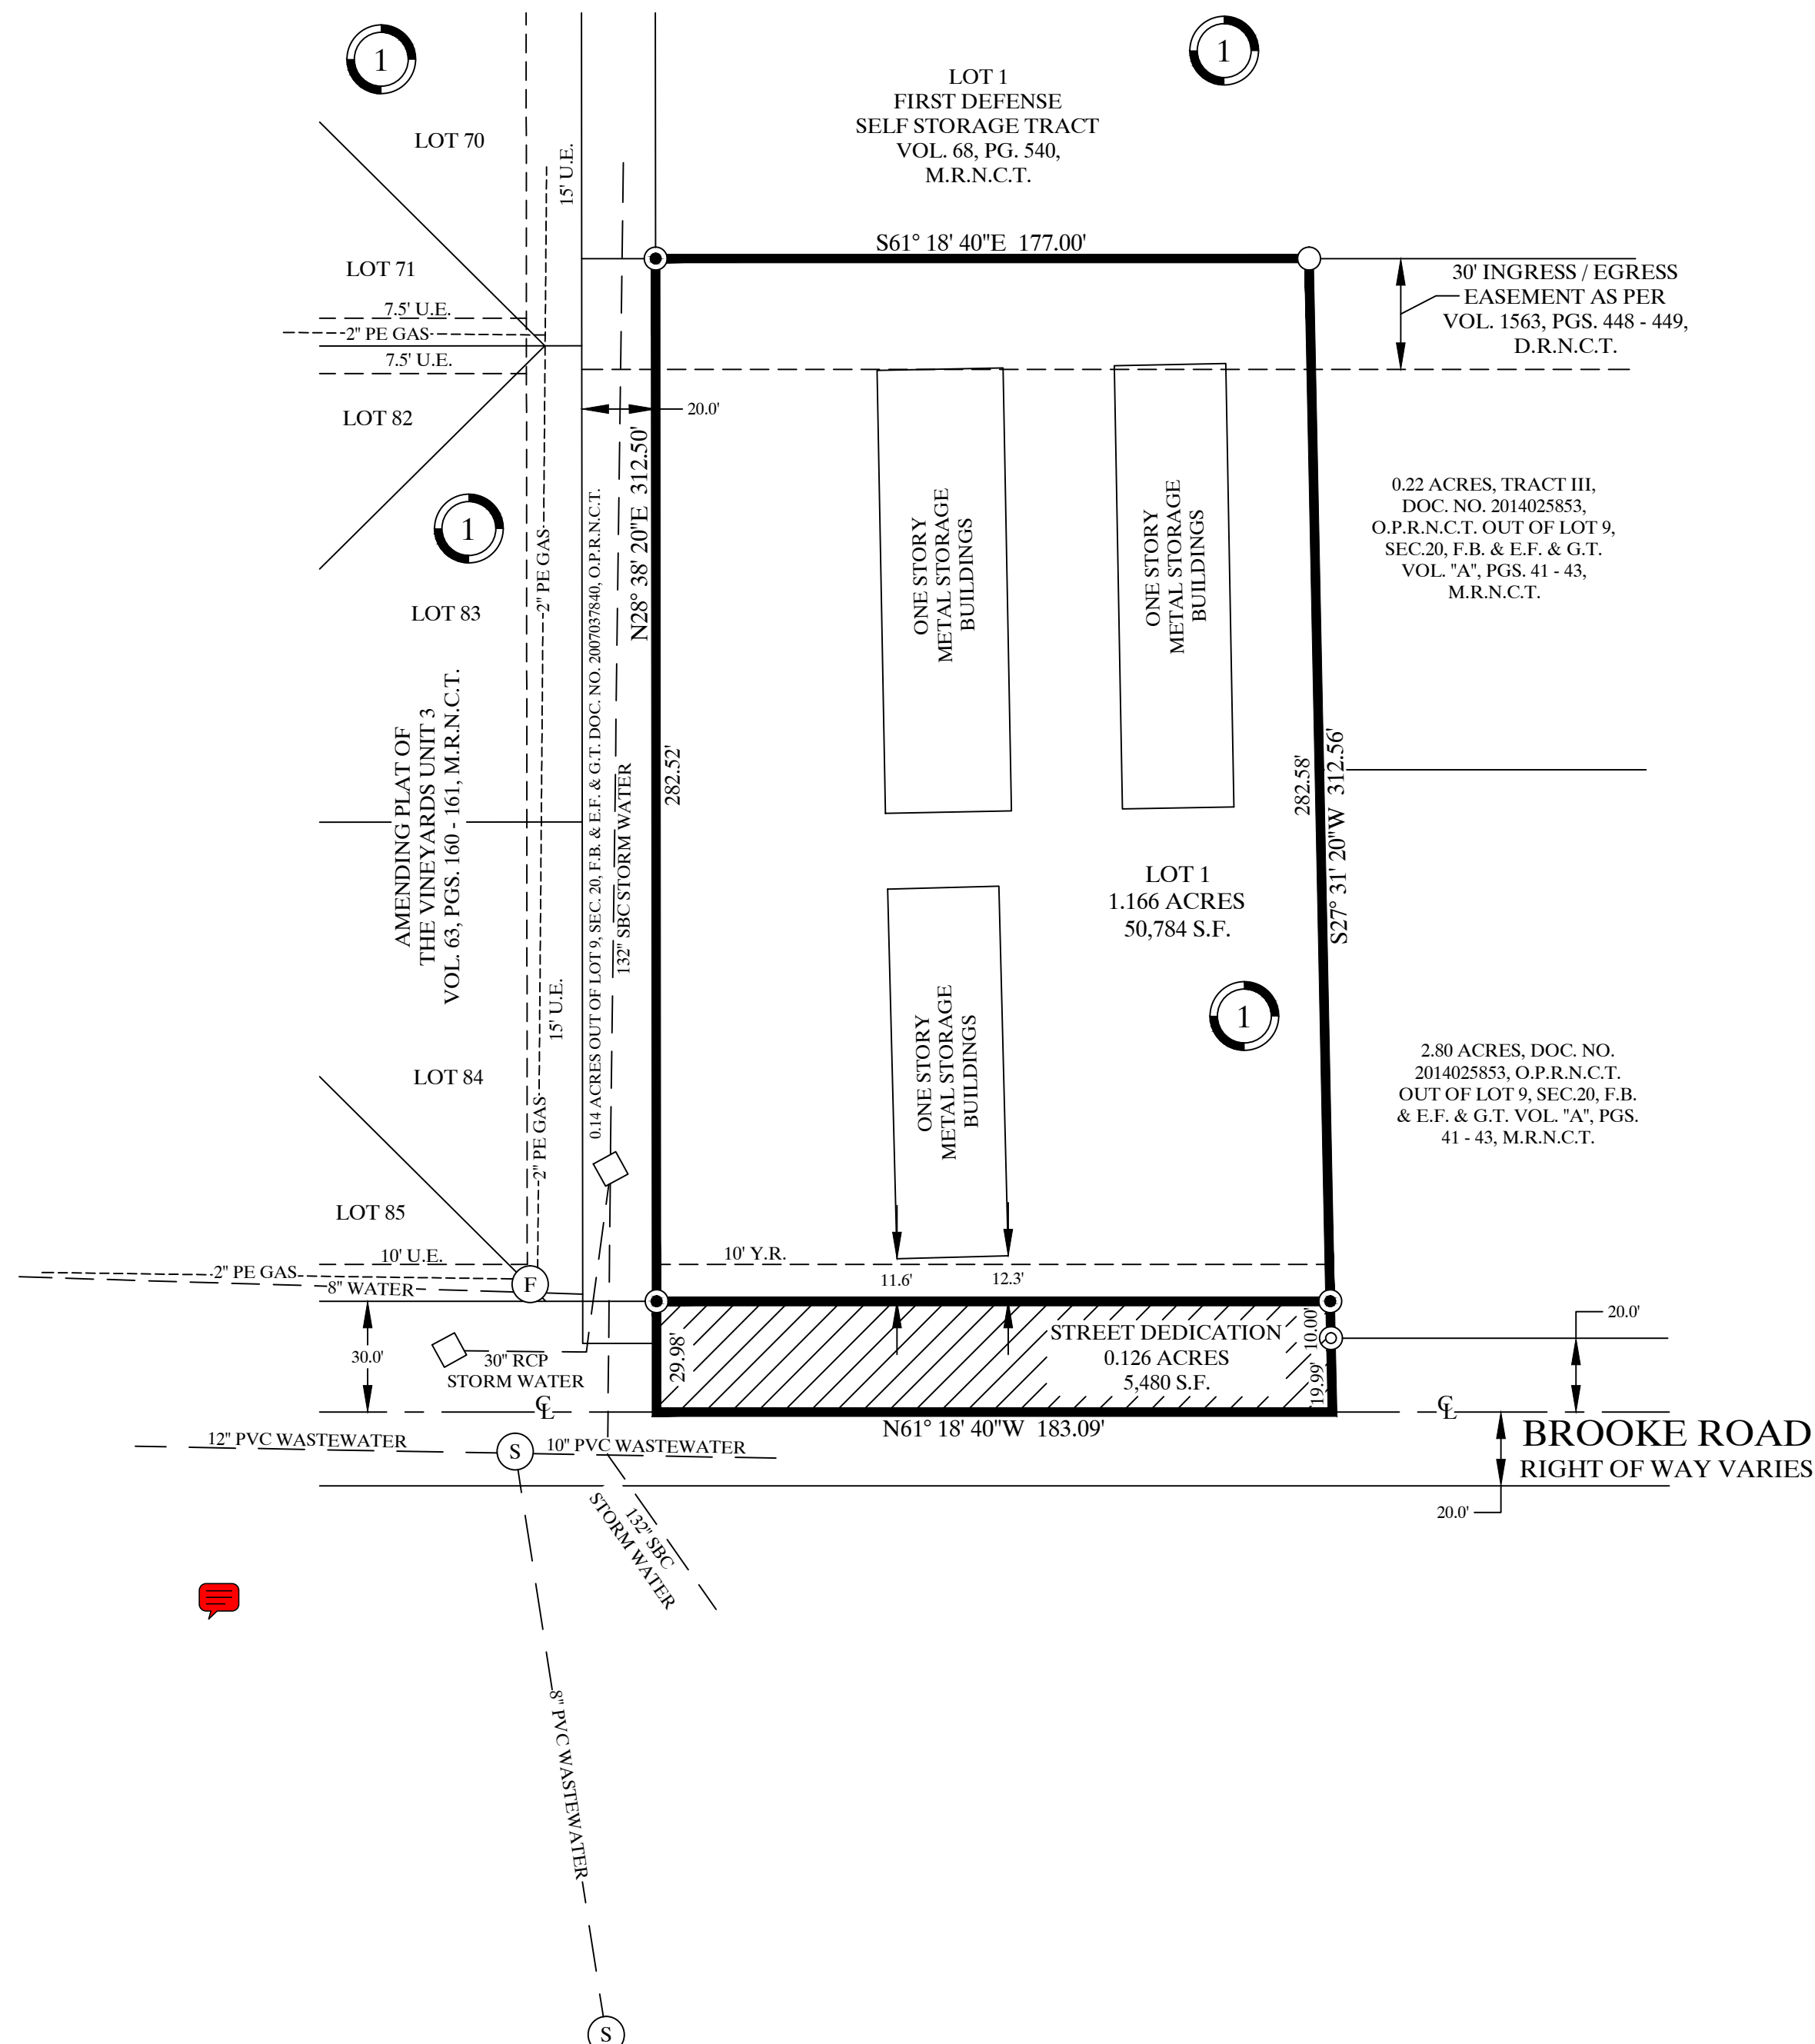 1
1
LOT 1
FIRST DEFENSE
SELF STORAGE TRACT
VOL. 68, PG. 540,
M.R.N.C.T.
LOT 70
15' U.E.
S61° 18' 40"E 177.00'
LOT 71
7.5' U.E.
2" PE GAS
7.5' U.E.
30' INGRESS / EGRESS
EASEMENT AS PER
VOL. 1563, PGS. 448 - 449,
D.R.N.C.T.
LOT 82
20.0'
N28° 38' 20"E 312.50'
1
2" PE GAS
LOT 83
ONE STORY
METAL STORAGE
BUILDINGS
ONE STORY
METAL STORAGE
BUILDINGS
0.22 ACRES, TRACT III,
DOC. NO. 2014025853,
O.P.R.N.C.T. OUT OF LOT 9,
SEC.20, F.B. & E.F. & G.T.
VOL. "A", PGS. 41 - 43,
M.R.N.C.T.
0.14 ACRES OUT OF LOT 9, SEC. 20, F.B. & E.F. & G.T. DOC. NO. 2007037840, O.P.R.N.C.T.
AMENDING PLAT OF
THE VINEYARDS UNIT 3
VOL. 63, PGS. 160 - 161, M.R.N.C.T.
132" SBC STORM WATER
282.52'
282.58'
S27° 31' 20"W 312.56'
LOT 1
1.166 ACRES
50,784 S.F.
15' U.E.
1
LOT 84
2" PE GAS
ONE STORY
METAL STORAGE
BUILDINGS
2.80 ACRES, DOC. NO.
2014025853, O.P.R.N.C.T.
OUT OF LOT 9, SEC.20, F.B.
& E.F. & G.T. VOL. "A", PGS.
41 - 43, M.R.N.C.T.
LOT 85
10' U.E.
10' Y.R.
2" PE GAS
F
8" WATER
11.6'
12.3'
20.0'
30.0'
30" RCP
STORM WATER
29.98'
STREET DEDICATION
0.126 ACRES
5,480 S.F.
10.00'
19.99'
CL
CL
N61° 18' 40"W 183.09'
BROOKE ROAD
RIGHT OF WAY VARIES
12" PVC WASTEWATER
S
10" PVC WASTEWATER
20.0'
132" SBC
STORM WATER
8" PVC WASTEWATER
S